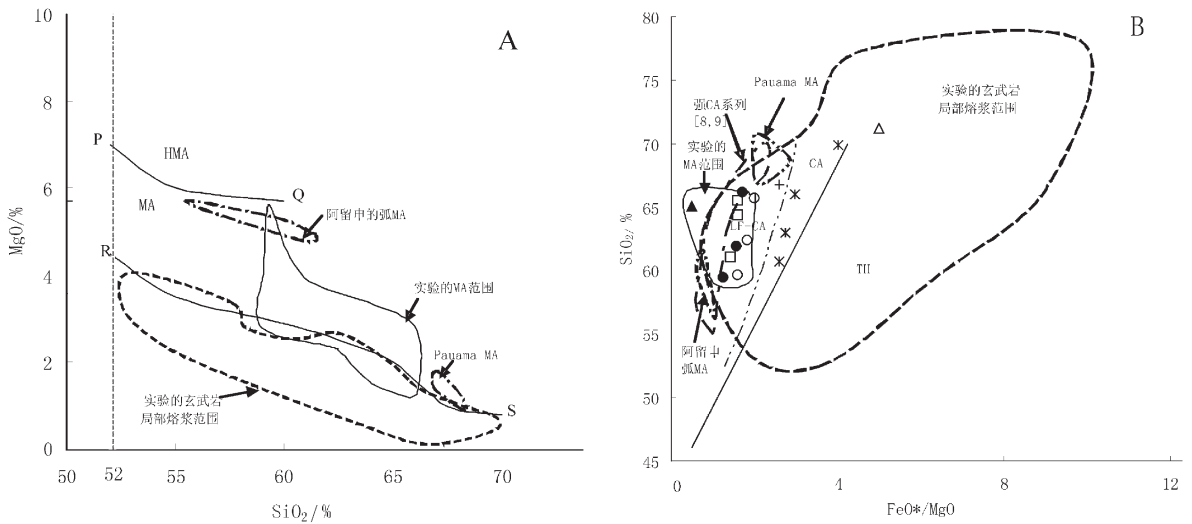 A
10
8
6
4
2
0
MgO/%
P
HMA
Q
MA
阿留申的弧MA
R
实验的MA范围
Pauama MA
实验的玄武岩
局部熔浆范围
S
50
52
55
60
65
70
SiO₂/%
B
80
75
70
65
60
55
50
45
SiO₂/%
Pauama MA
强CA系列
[8,9]
实验的
MA范围
实验的玄武岩
局部熔浆范围
CA
LF-CA
TH
阿留申
弧MA
0
4
8
12
FeO*/MgO